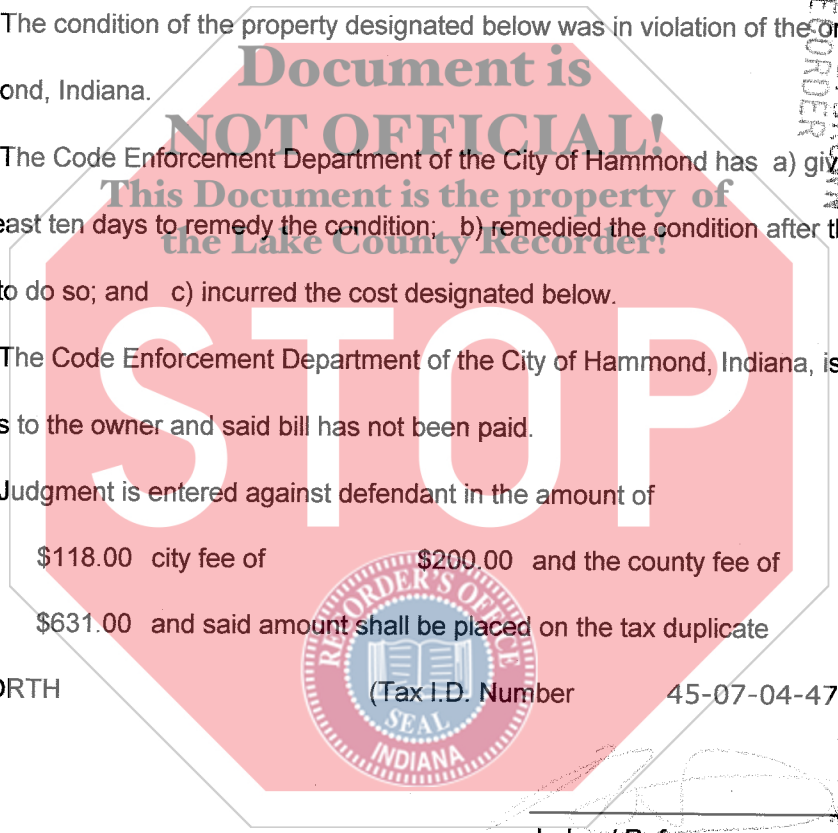 The condition of the property designated below was in violation of the or
Document is
ond, Indiana.
NOT OFFICIAL!
The Code Enforcement Department of the City of Hammond has a) giv
This Document is the property of
east ten days to remedy the condition; b) remedied the condition after th
the Lake County Recorder!
to do so; and c) incurred the cost designated below.
STOP
The Code Enforcement Department of the City of Hammond, Indiana, is
s to the owner and said bill has not been paid.
Judgment is entered against defendant in the amount of
$118.00 city fee of $200.00 and the county fee of
$631.00 and said amount shall be placed on the tax duplicate
ORTH (Tax I.D. Number 45-07-04-47
RECORDER'S OFFICE
SEAL
INDIANA
CORDER